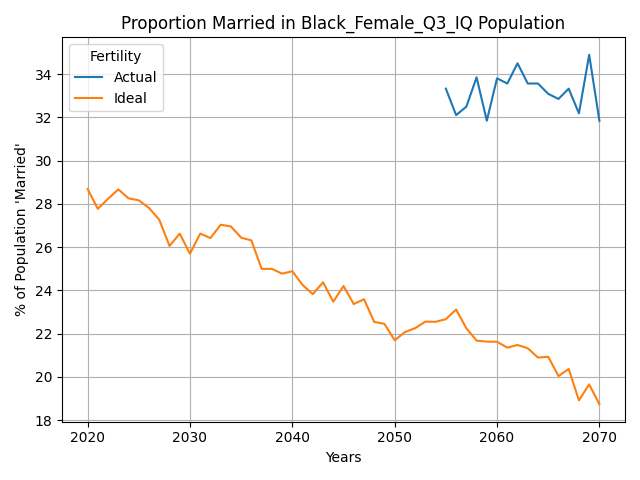 Proportion Married in Black_Female_Q3_IQ Population
Fertility
Actual
Ideal
% of Population 'Married'
34
32
30
28
26
24
22
20
18
2020 2030 2040 2050 2060 2070
Years